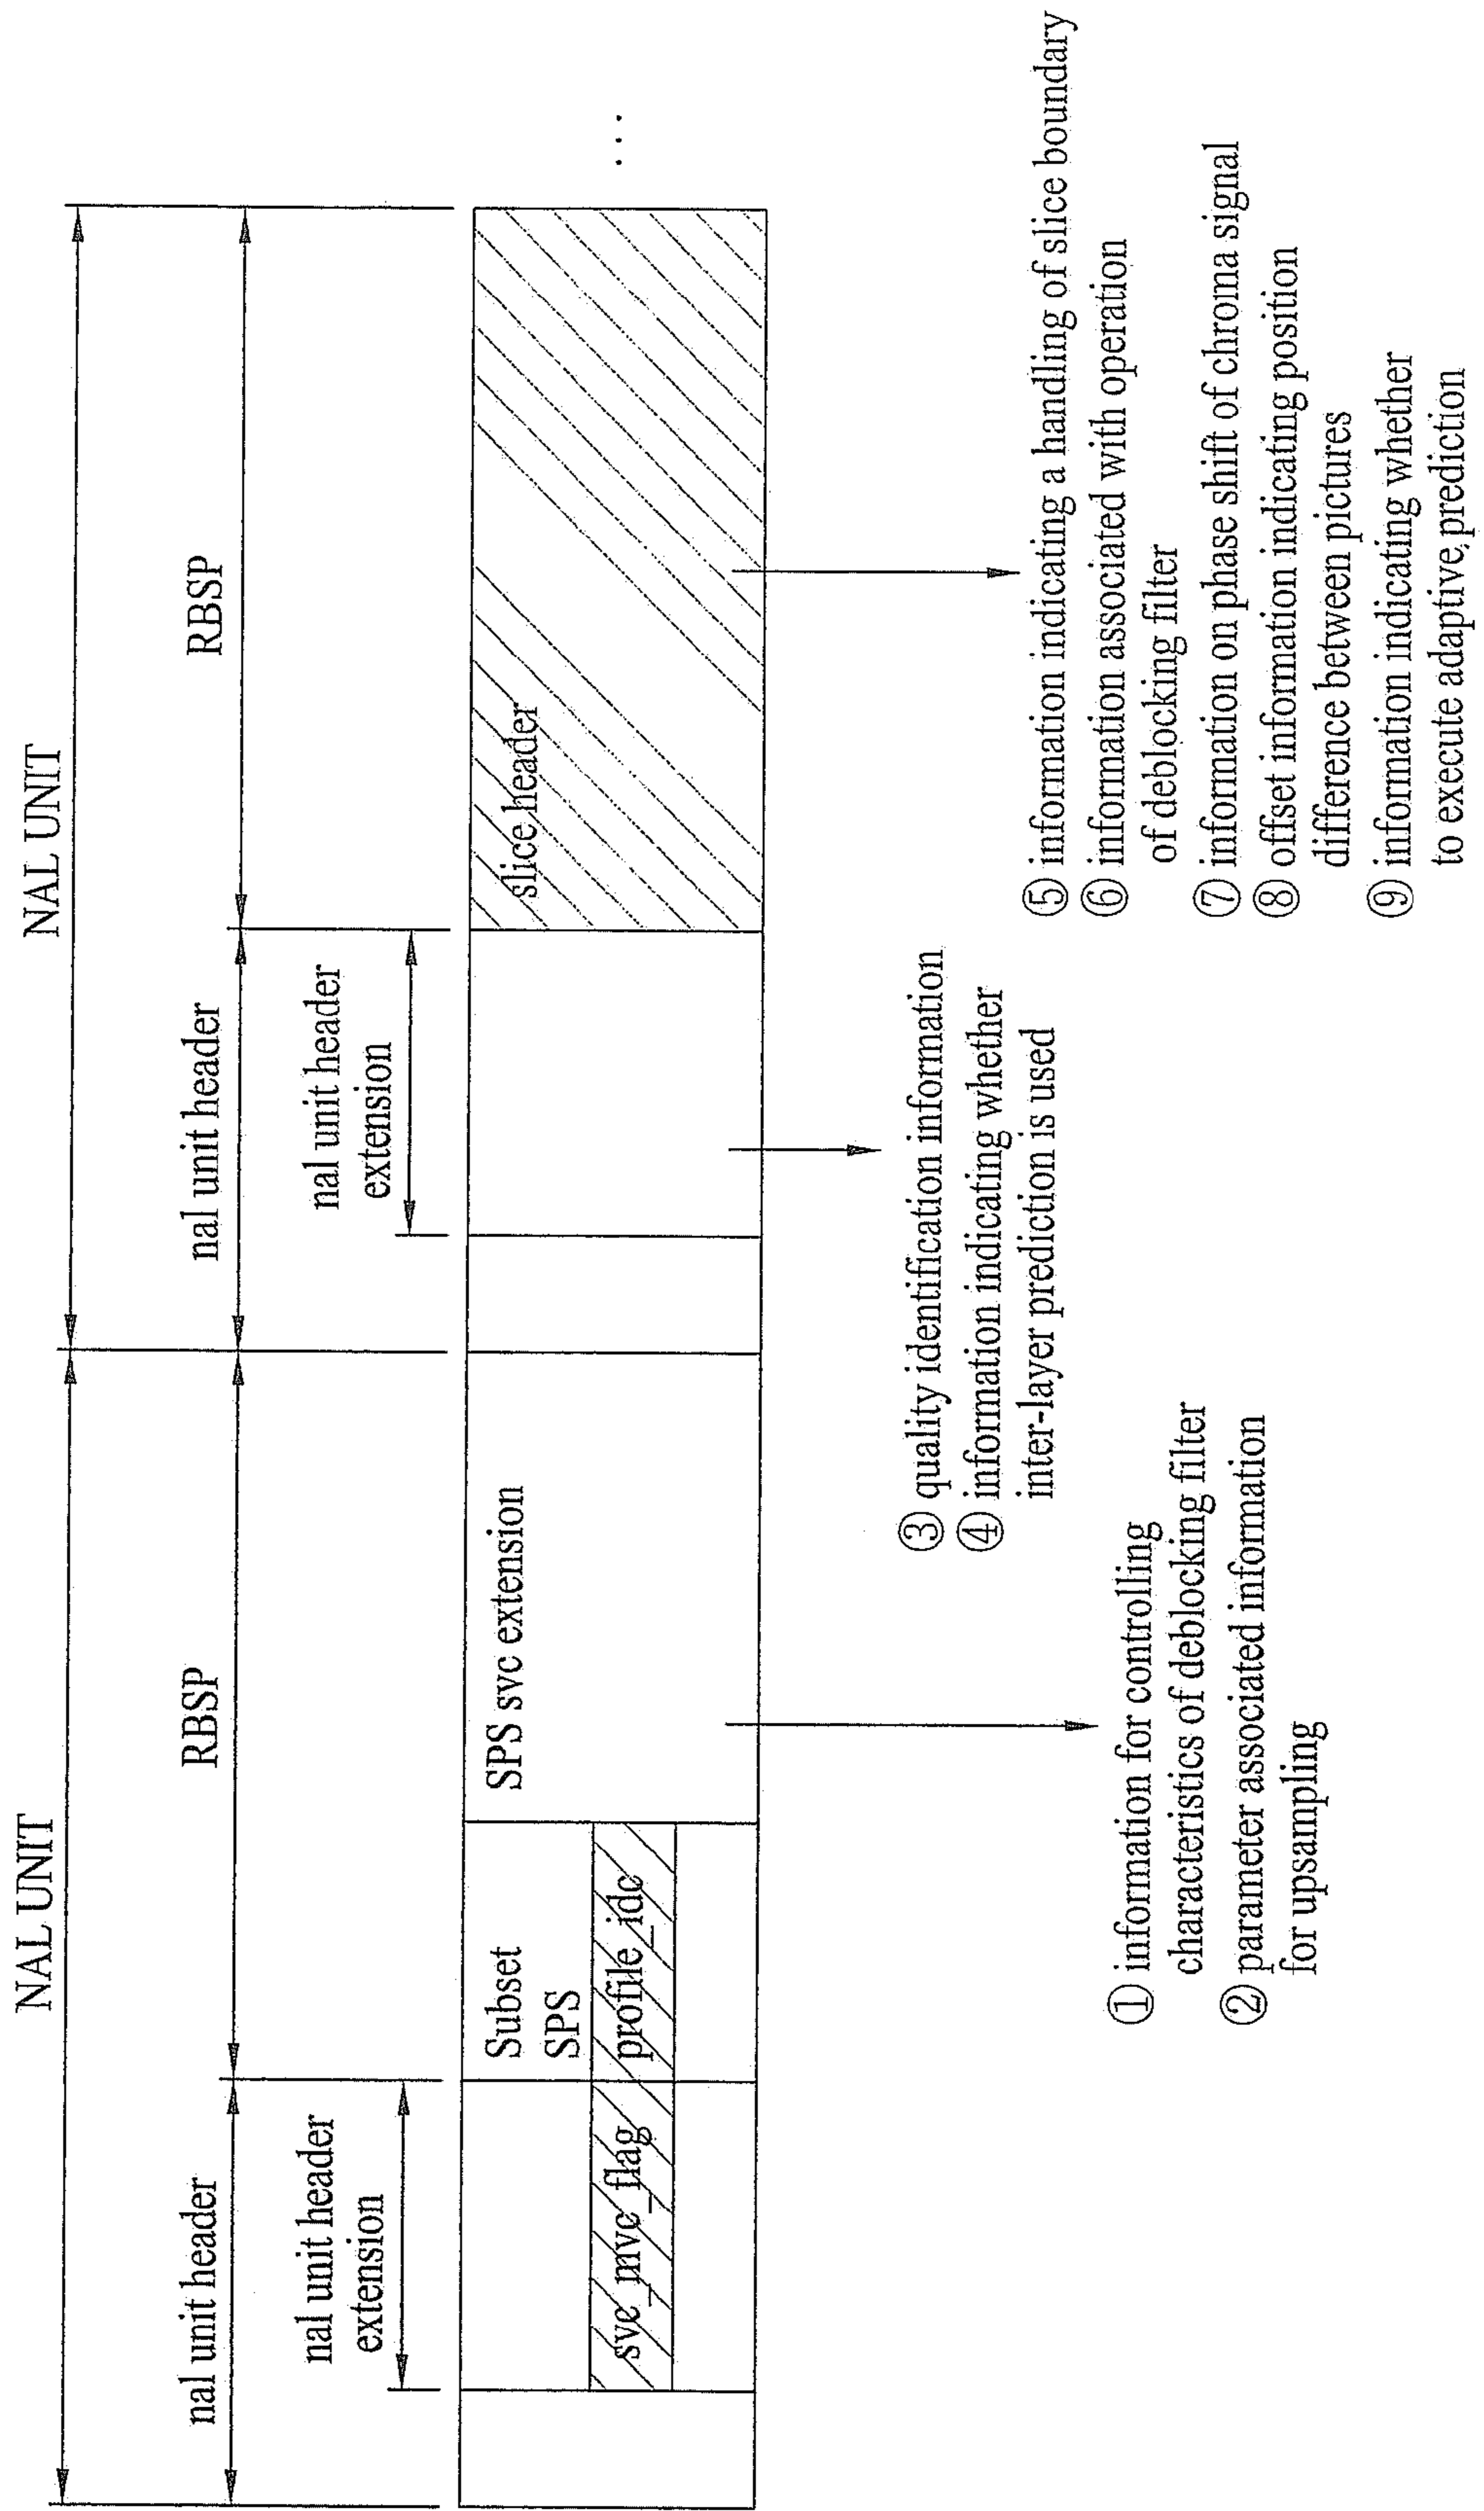 NAL UNIT
NAL UNIT
nal unit header
RBSP
nal unit header
RBSP
nal unit header
extension
nal unit header
extension
Subset
SPS
SPS svc extension
slice header
svc_mvc_flag
profile_idc
...
① information for controlling
characteristics of deblocking filter
② parameter associated information
for upsampling
③ quality identification information
④ information indicating whether
inter-layer prediction is used
⑤ information indicating a handling of slice boundary
⑥ information associated with operation
of deblocking filter
⑦ information on phase shift of chroma signal
⑧ offset information indicating position
difference between pictures
⑨ information indicating whether
to execute adaptive prediction